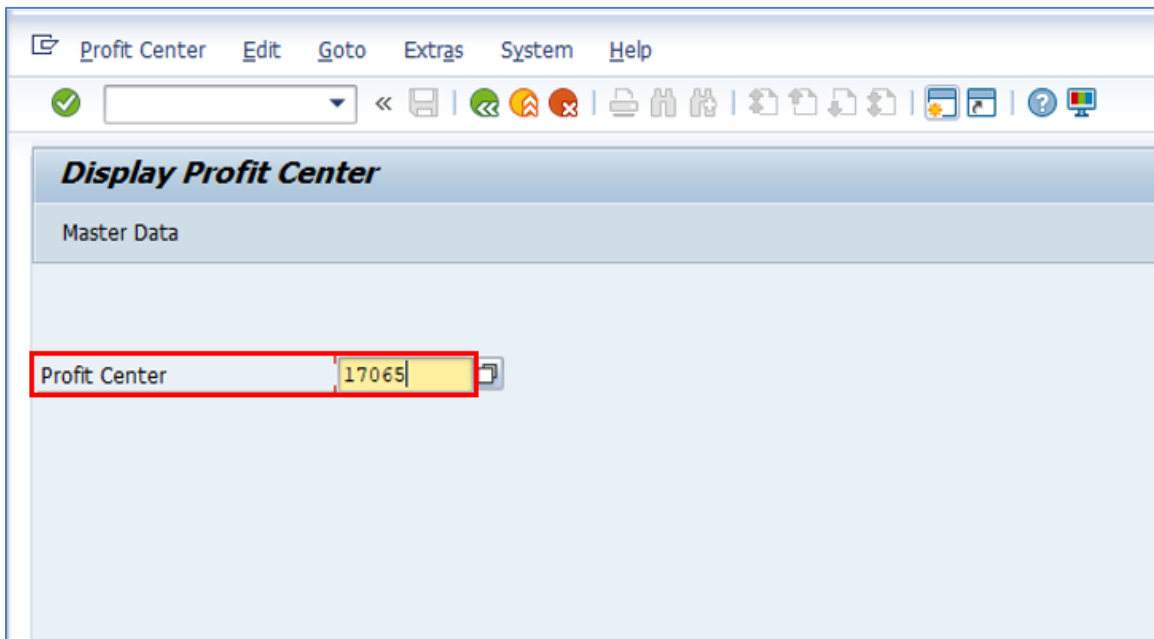 Profit Center Edit Goto Extras System Help
Display Profit Center
Master Data
Profit Center 17065